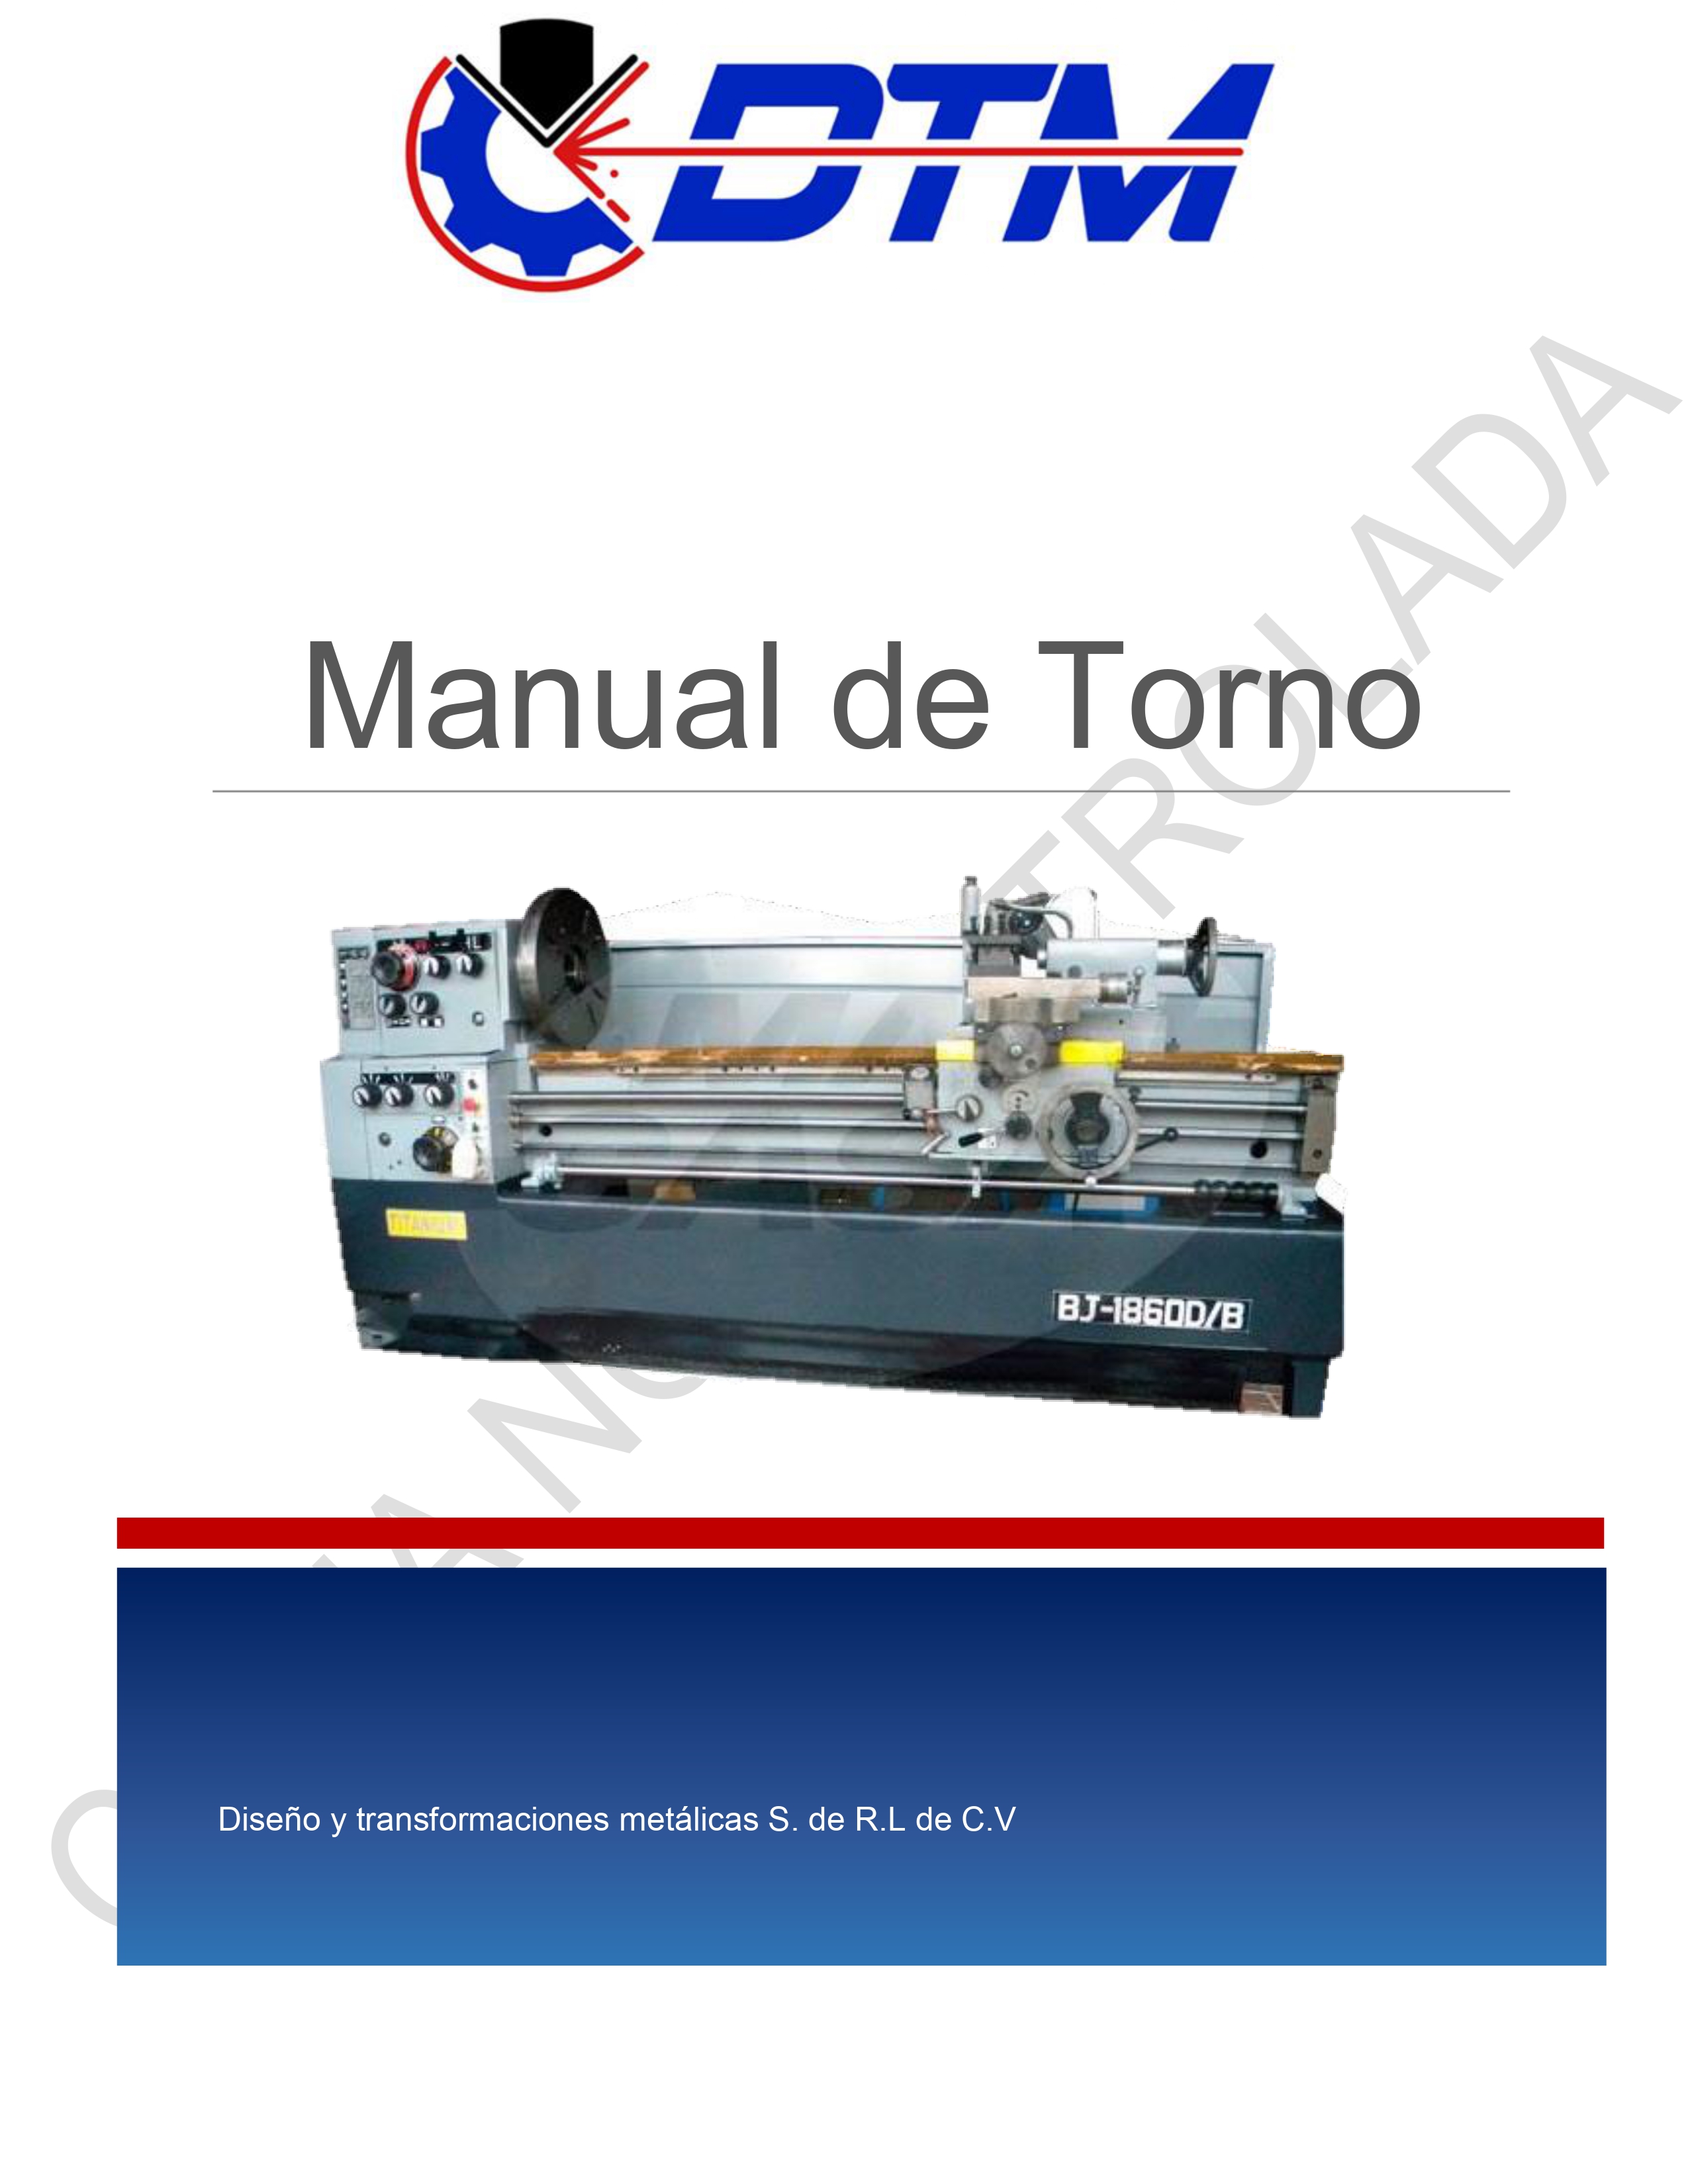 DTM
Manual de Torno
BJ-1860D/B
Diseño y transformaciones metálicas S. de R.L de C.V